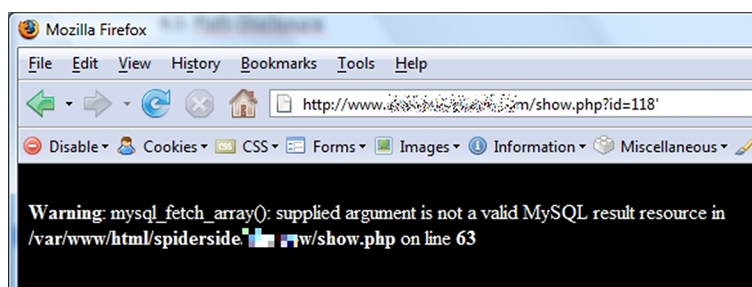 Mozilla Firefox
File Edit View History Bookmarks Tools Help
http://www. m/show.php?id=118'
Disable Cookies CSS Forms Images Information Miscellaneous
Warning: mysql_fetch_array(): supplied argument is not a valid MySQL result resource in
/var/www/html/spiderside. w/show.php on line 63